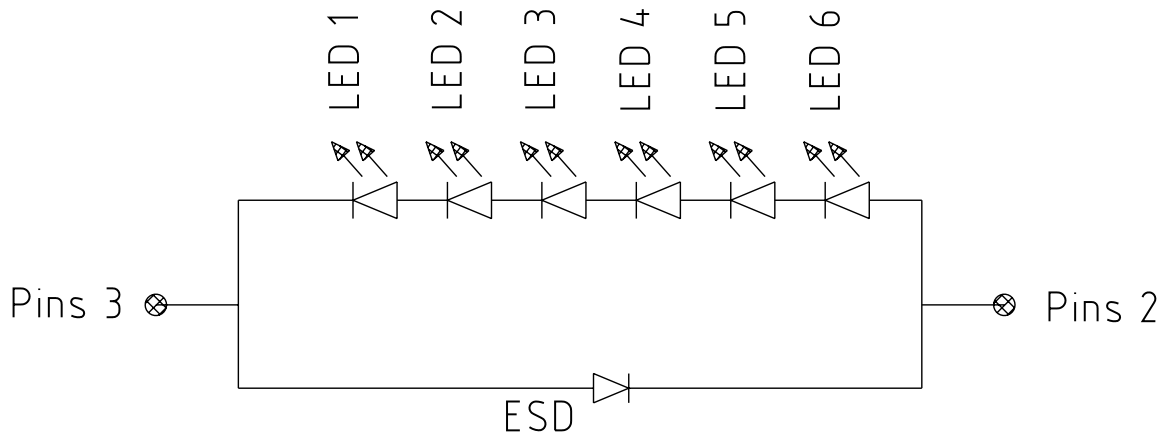 LED 1
LED 2
LED 3
LED 4
LED 5
LED 6
Pins 3
Pins 2
ESD